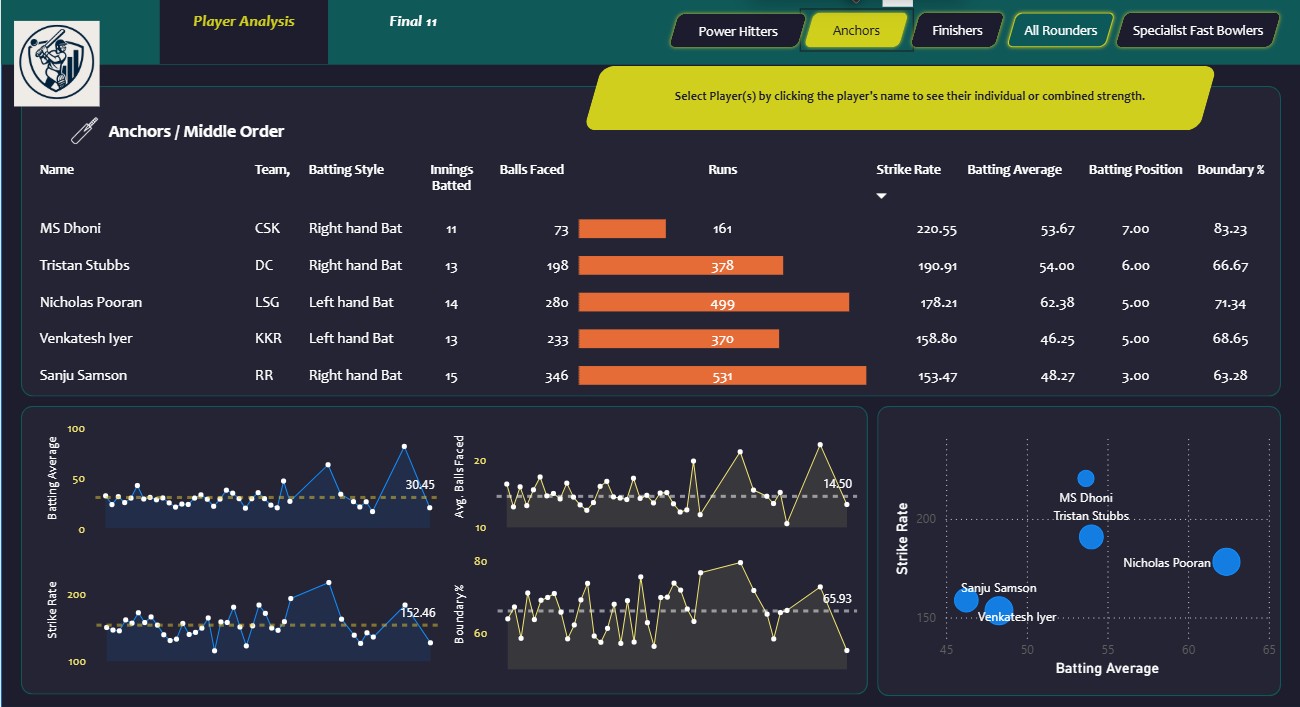 Player Analysis
Final 11
Power Hitters
Anchors
Finishers
All Rounders
Specialist Fast Bowlers
Select Player(s) by clicking the player's name to see their individual or combined strength.
Anchors / Middle Order
Name Team, Batting Style Innings Batted Balls Faced Runs Strike Rate Batting Average Batting Position Boundary %
MS Dhoni CSK Right hand Bat 11 73 161 220.55 53.67 7.00 83.23
Tristan Stubbs DC Right hand Bat 13 198 378 190.91 54.00 6.00 66.67
Nicholas Pooran LSG Left hand Bat 14 280 499 178.21 62.38 5.00 71.34
Venkatesh Iyer KKR Left hand Bat 13 233 370 158.80 46.25 5.00 68.65
Sanju Samson RR Right hand Bat 15 346 531 153.47 48.27 3.00 63.28
Batting Average
100
50
0
30.45
Avg. Balls Faced
20
10
14.50
Strike Rate
200
100
152.46
Boundary %
80
60
65.93
Strike Rate
200
150
MS Dhoni
Tristan Stubbs
Nicholas Pooran
Sanju Samson
Venkatesh Iyer
45 50 55 60 65
Batting Average